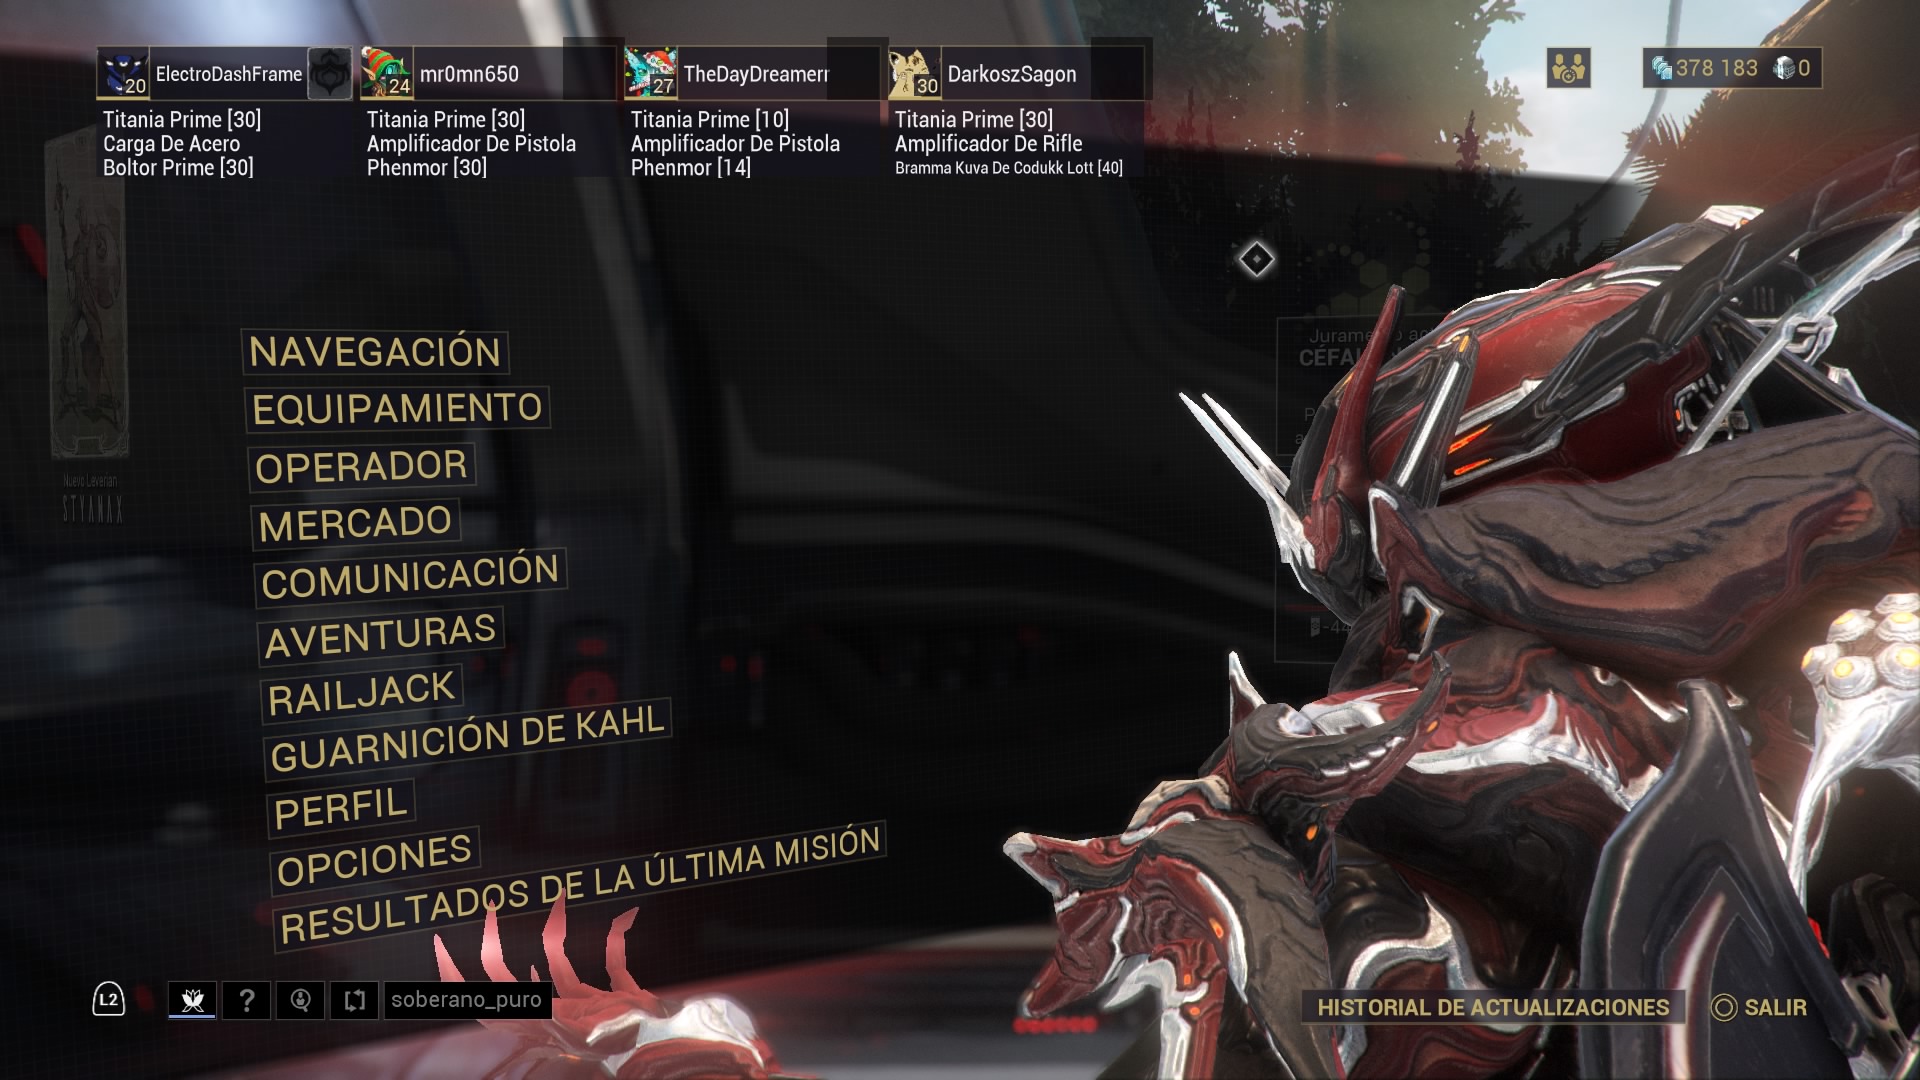 20 ElectroDashFrame
Titania Prime [30]
Carga De Acero
Boltor Prime [30]
24 mr0mn650
Titania Prime [30]
Amplificador De Pistola
Phenmor [30]
27 TheDayDreamerr
Titania Prime [10]
Amplificador De Pistola
Phenmor [14]
30 DarkoszSagon
Titania Prime [30]
Amplificador De Rifle
Bramma Kuva De Codukk Lott [40]
378 183 0
NAVEGACIÓN
EQUIPAMIENTO
OPERADOR
MERCADO
COMUNICACIÓN
AVENTURAS
RAILJACK
GUARNICIÓN DE KAHL
PERFIL
OPCIONES
RESULTADOS DE LA ÚLTIMA MISIÓN
Nuevo Leverian
STYANAX
L2
?
soberano_puro
HISTORIAL DE ACTUALIZACIONES
SALIR